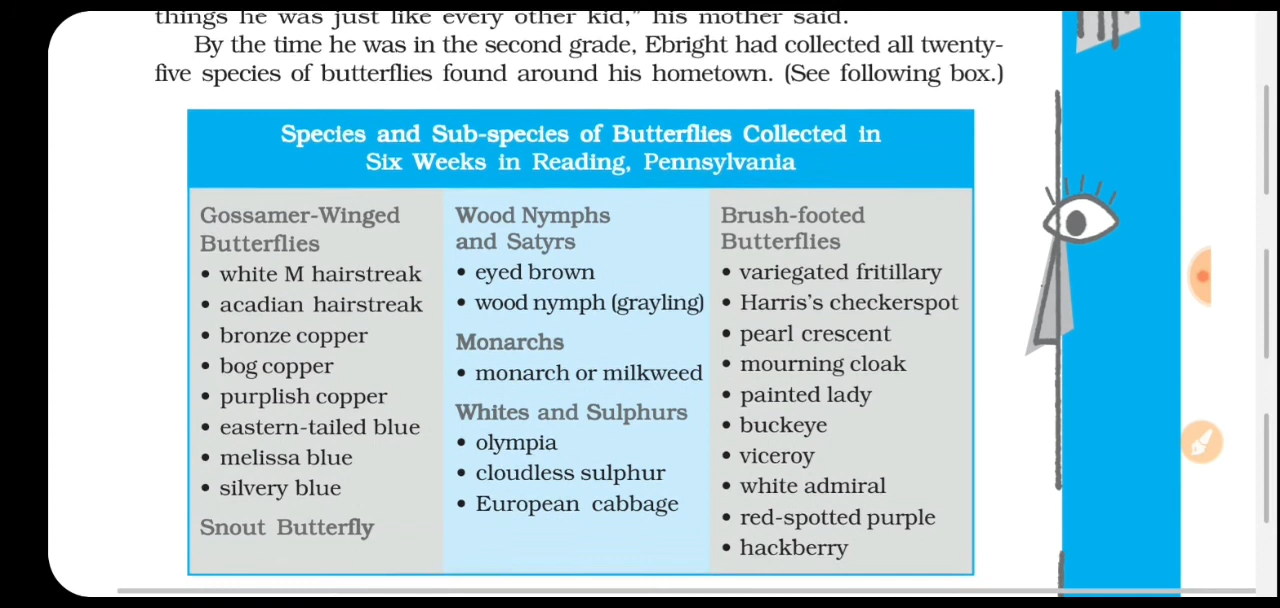 things he was just like every other kid,” his mother said.
By the time he was in the second grade, Ebright had collected all twenty-
five species of butterflies found around his hometown. (See following box.)
Species and Sub-species of Butterflies Collected in
Six Weeks in Reading, Pennsylvania
Gossamer-Winged
Butterflies
• white M hairstreak
• acadian hairstreak
• bronze copper
• bog copper
• purplish copper
• eastern-tailed blue
• melissa blue
• silvery blue
Snout Butterfly
Wood Nymphs
and Satyrs
• eyed brown
• wood nymph (grayling)
Monarchs
• monarch or milkweed
Whites and Sulphurs
• olympia
• cloudless sulphur
• European cabbage
Brush-footed
Butterflies
• variegated fritillary
• Harris’s checkerspot
• pearl crescent
• mourning cloak
• painted lady
• buckeye
• viceroy
• white admiral
• red-spotted purple
• hackberry